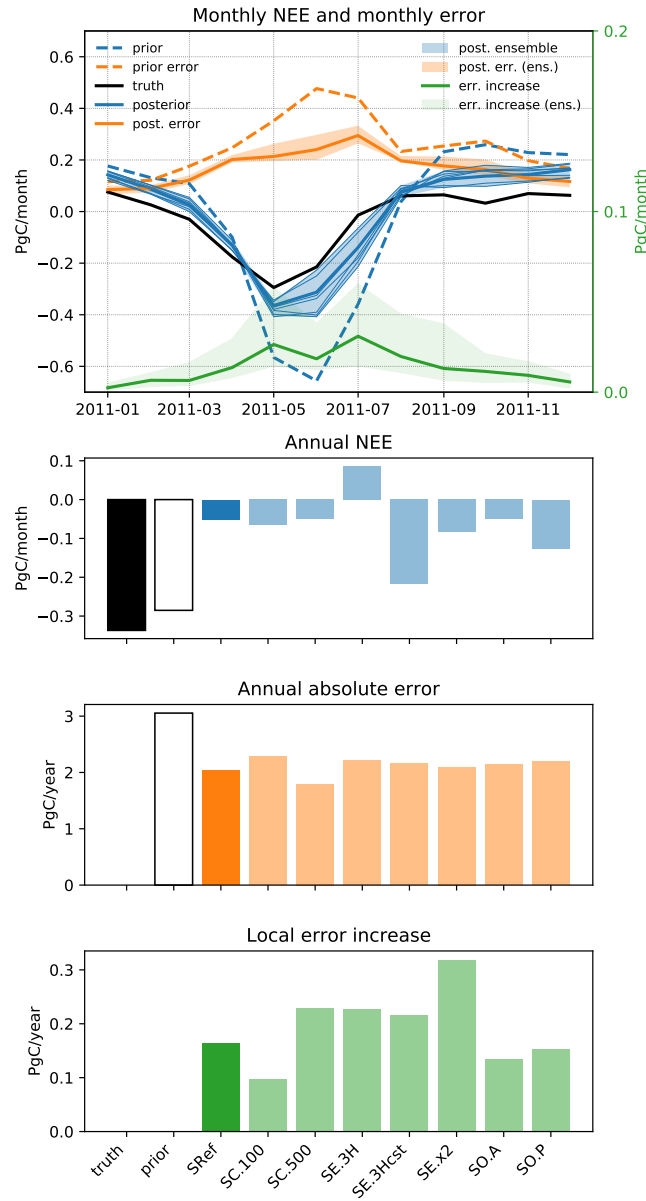 Monthly NEE and monthly error
0.6
0.4
0.2
0.0
−0.2
−0.4
−0.6
PgC/month
prior
prior error
truth
posterior
post. error
post. ensemble
post. err. (ens.)
err. increase
err. increase (ens.)
0.2
0.1
0.0
PgC/month
2011-01 2011-03 2011-05 2011-07 2011-09 2011-11
Annual NEE
0.1
0.0
−0.1
−0.2
−0.3
PgC/month
Annual absolute error
3
2
1
0
PgC/year
Local error increase
0.3
0.2
0.1
0.0
PgC/year
truth prior SRef SC.100 SC.500 SE.3H SE.3Hcst SE.x2 SO.A SO.P